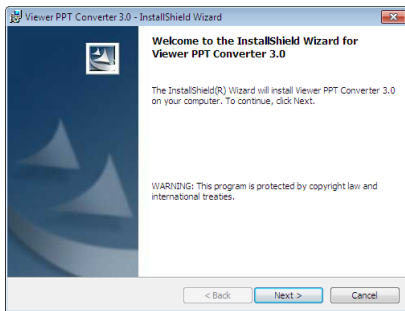 Viewer PPT Converter 3.0 - InstallShield Wizard
Welcome to the InstallShield Wizard for
Viewer PPT Converter 3.0
The InstallShield(R) Wizard will install Viewer PPT Converter 3.0
on your computer. To continue, click Next.
WARNING: This program is protected by copyright law and
international treaties.
< Back
Next >
Cancel